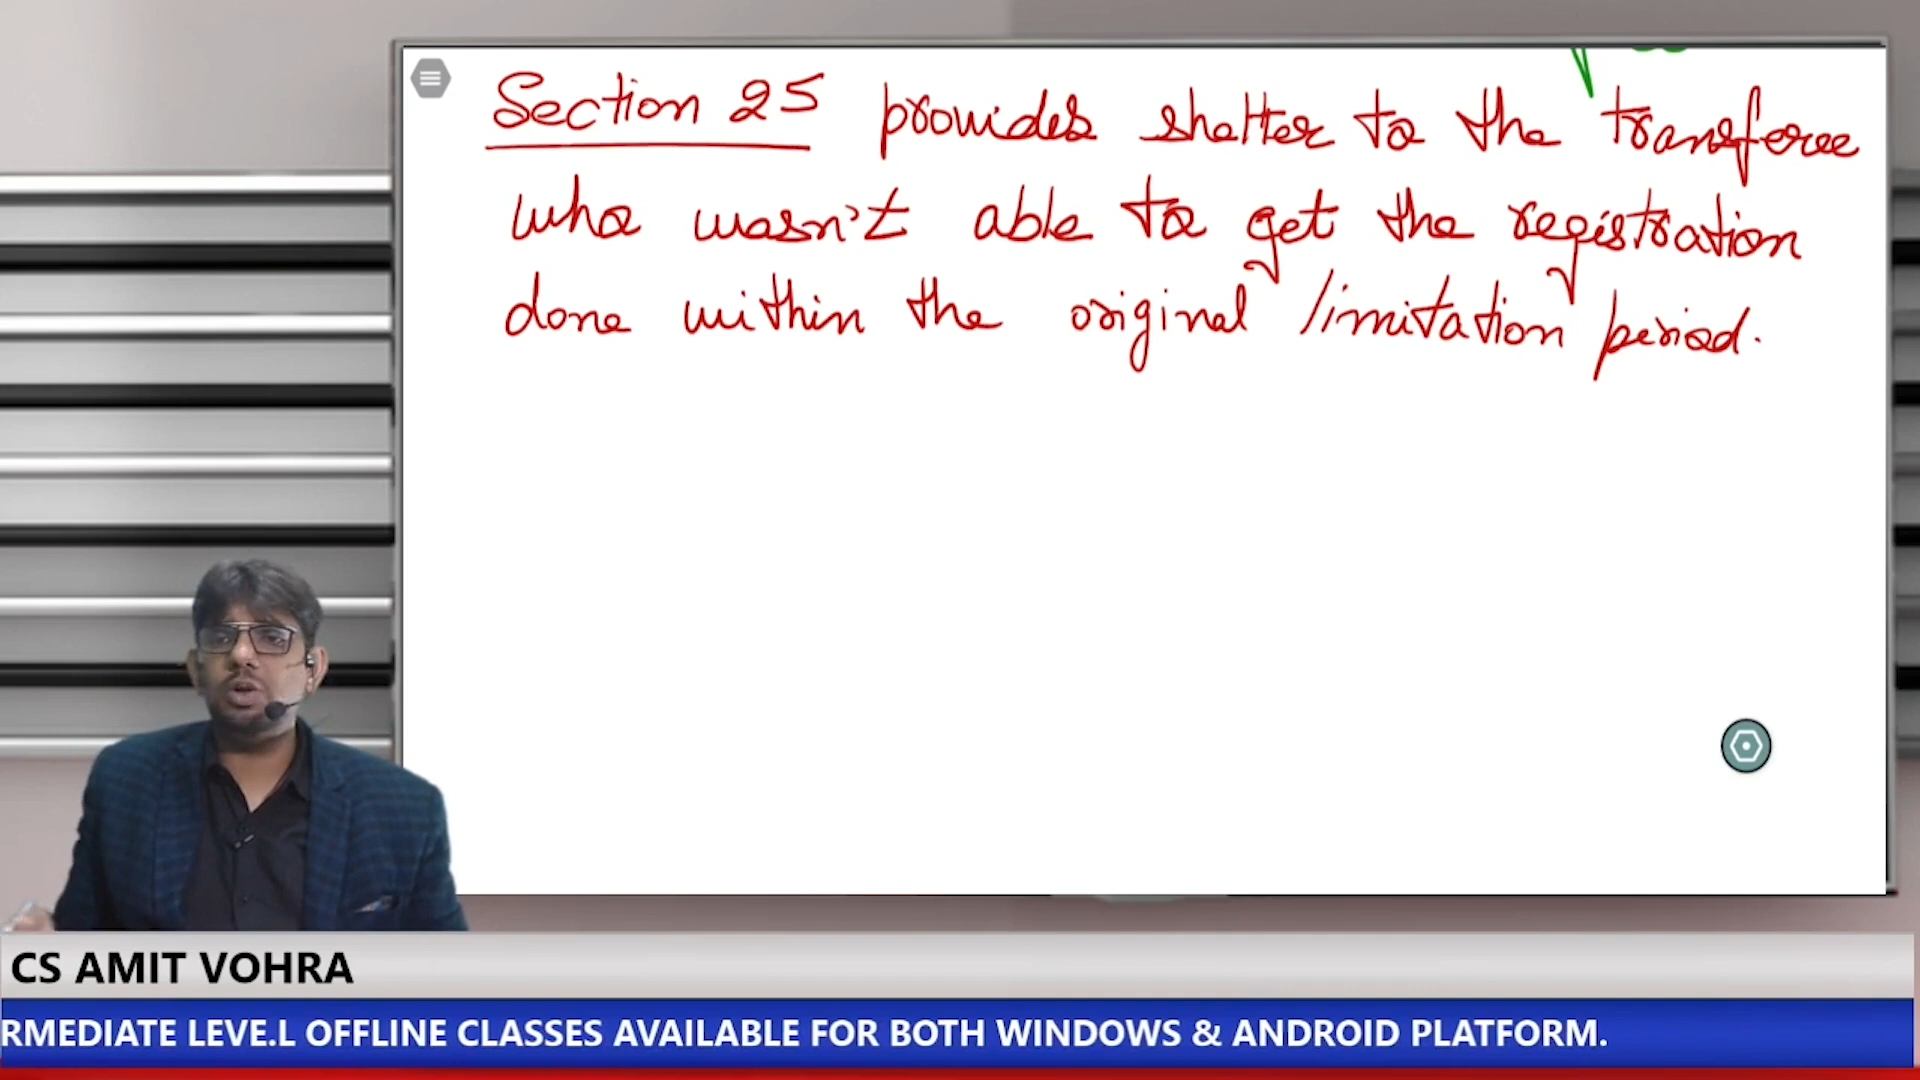 Section 25 provides shelter to the transferee
who wasn't able to get the registration
done within the original limitation period.
CS AMIT VOHRA
RMEDIATE LEVE.L OFFLINE CLASSES AVAILABLE FOR BOTH WINDOWS & ANDROID PLATFORM.